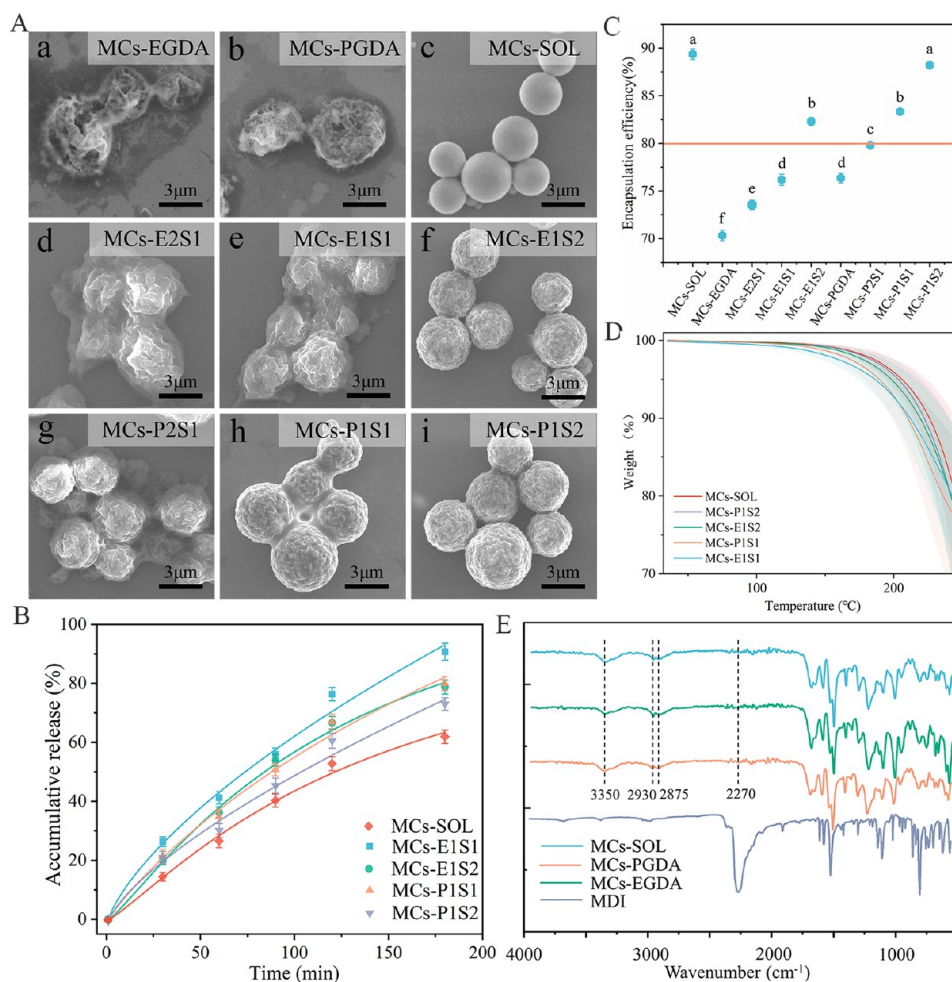 A
a MCs-EGDA
3μm
b MCs-PGDA
3μm
c MCs-SOL
3μm
d MCs-E2S1
3μm
e MCs-E1S1
3μm
f MCs-E1S2
3μm
g MCs-P2S1
3μm
h MCs-P1S1
3μm
i MCs-P1S2
3μm
B
Accumulative release (%)
100
80
60
40
20
0
MCs-SOL
MCs-E1S1
MCs-E1S2
MCs-P1S1
MCs-P1S2
0 50 100 150 200
Time (min)
C
Encapsulation efficiency(%)
90
85
80
75
70
a
f
e
d
b
d
c
b
a
MCs-SOL
MCs-EGDA
MCs-E2S1
MCs-E1S1
MCs-E1S2
MCs-PGDA
MCs-P2S1
MCs-P1S1
MCs-P1S2
D
Weight （%）
100
90
80
70
MCs-SOL
MCs-P1S2
MCs-E1S2
MCs-P1S1
MCs-E1S1
100 200
Temperature (℃)
E
3350 2930 2875 2270
MCs-SOL
MCs-PGDA
MCs-EGDA
MDI
4000 3000 2000 1000
Wavenumber (cm⁻¹)